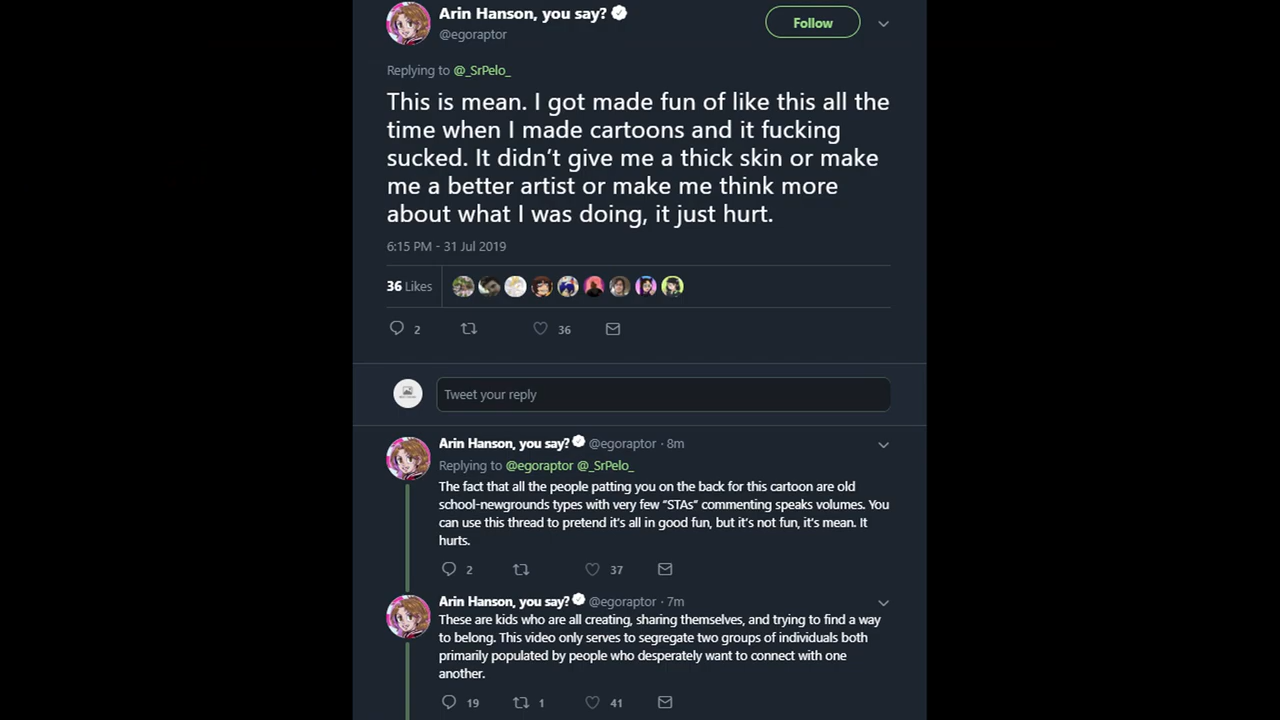 Arin Hanson, you say?
@egoraptor
Follow
Replying to @_SrPelo_
This is mean. I got made fun of like this all the
time when I made cartoons and it fucking
sucked. It didn’t give me a thick skin or make
me a better artist or make me think more
about what I was doing, it just hurt.
6:15 PM - 31 Jul 2019
36 Likes
2 36
Tweet your reply
Arin Hanson, you say? @egoraptor · 8m
Replying to @egoraptor @_SrPelo_
The fact that all the people patting you on the back for this cartoon are old
school-newgrounds types with very few “STAs” commenting speaks volumes. You
can use this thread to pretend it’s all in good fun, but it’s not fun, it’s mean. It
hurts.
2 37
Arin Hanson, you say? @egoraptor · 7m
These are kids who are all creating, sharing themselves, and trying to find a way
to belong. This video only serves to segregate two groups of individuals both
primarily populated by people who desperately want to connect with one
another.
19 1 41